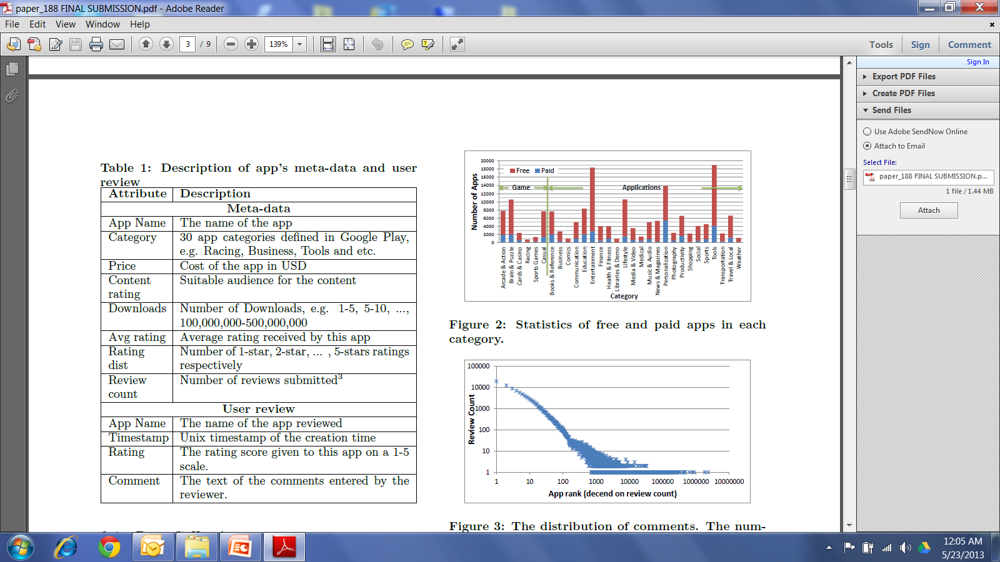 paper_188 FINAL SUBMISSION.pdf - Adobe Reader
File Edit View Window Help
3 / 9
139%
Tools Sign Comment
Sign In
Export PDF Files
Create PDF Files
Send Files
Use Adobe SendNow Online
Attach to Email
Select File:
paper_188 FINAL SUBMISSION.p...
1 file / 1.44 MB
Attach
Table 1: Description of app's meta-data and user
review
Attribute Description
Meta-data
App Name The name of the app
Category 30 app categories defined in Google Play,
e.g. Racing, Business, Tools and etc.
Price Cost of the app in USD
Content Suitable audience for the content
rating
Downloads Number of Downloads, e.g. 1-5, 5-10, ...,
100,000,000-500,000,000
Avg rating Average rating received by this app
Rating Number of 1-star, 2-star, ... , 5-stars ratings
dist respectively
Review Number of reviews submitted3
count
User review
App Name The name of the app reviewed
Timestamp Unix timestamp of the creation time
Rating The rating score given to this app on a 1-5
scale.
Comment The text of the comments entered by the
reviewer.
20000
18000
16000
14000
12000
10000
8000
6000
4000
2000
0
Number of Apps
Free Paid
Game Applications
Arcade & Action
Brain & Puzzle
Cards & Casino
Racing
Sports Games
Casual
Books & Reference
Business
Comics
Communication
Education
Entertainment
Finance
Health & Fitness
Libraries & Demo
Lifestyle
Media & Video
Medical
Music & Audio
News & Magazines
Personalization
Photography
Productivity
Shopping
Social
Sports
Tools
Transportation
Travel & Local
Weather
Category
Figure 2: Statistics of free and paid apps in each
category.
100000
10000
1000
100
10
1
Review Count
1 10 100 1000 10000 100000 1000000 10000000
App rank (decend on review count)
Figure 3: The distribution of comments. The num-
12:05 AM
5/23/2013